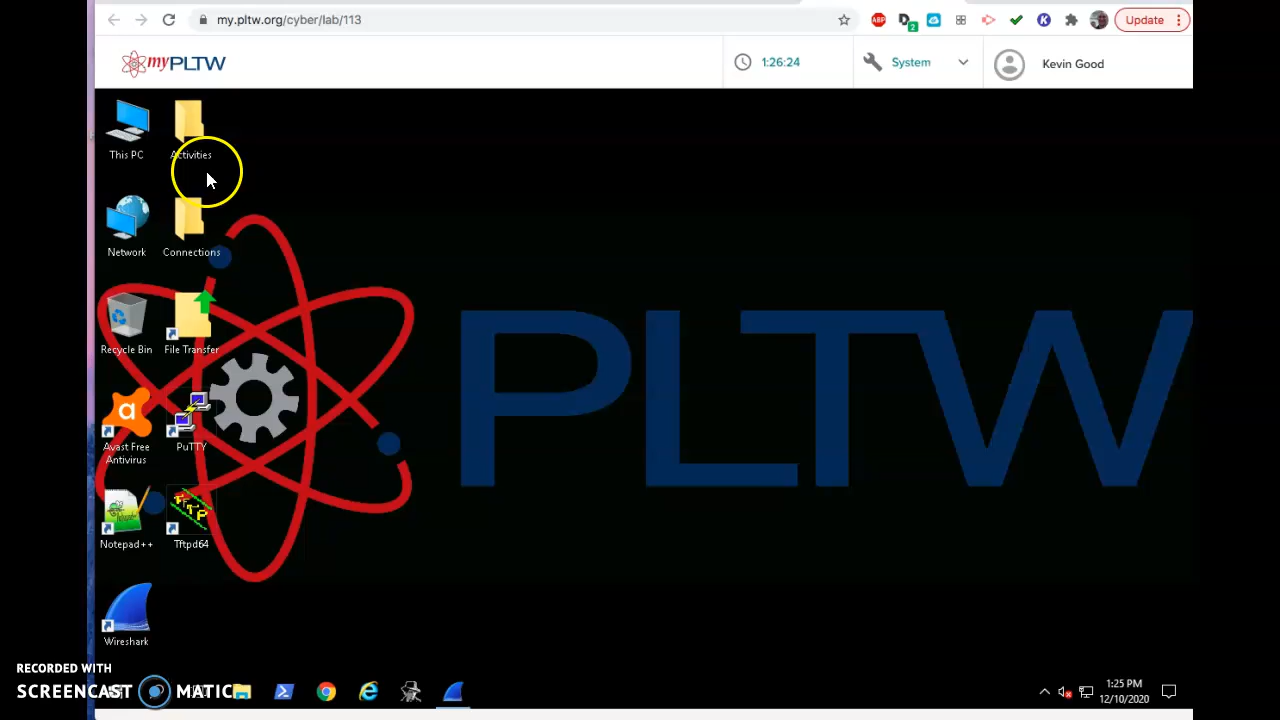 my.pltw.org/cyber/lab/113
ABP
2
K
Update
myPLTW
1:26:24
System
Kevin Good
This PC
Activities
Network
Connections
Recycle Bin
File Transfer
a
Avast Free
Antivirus
PuTTY
Notepad++
Tftpd64
Wireshark
PLTW
RECORDED WITH
SCREENCAST MATIC
1:25 PM
12/10/2020